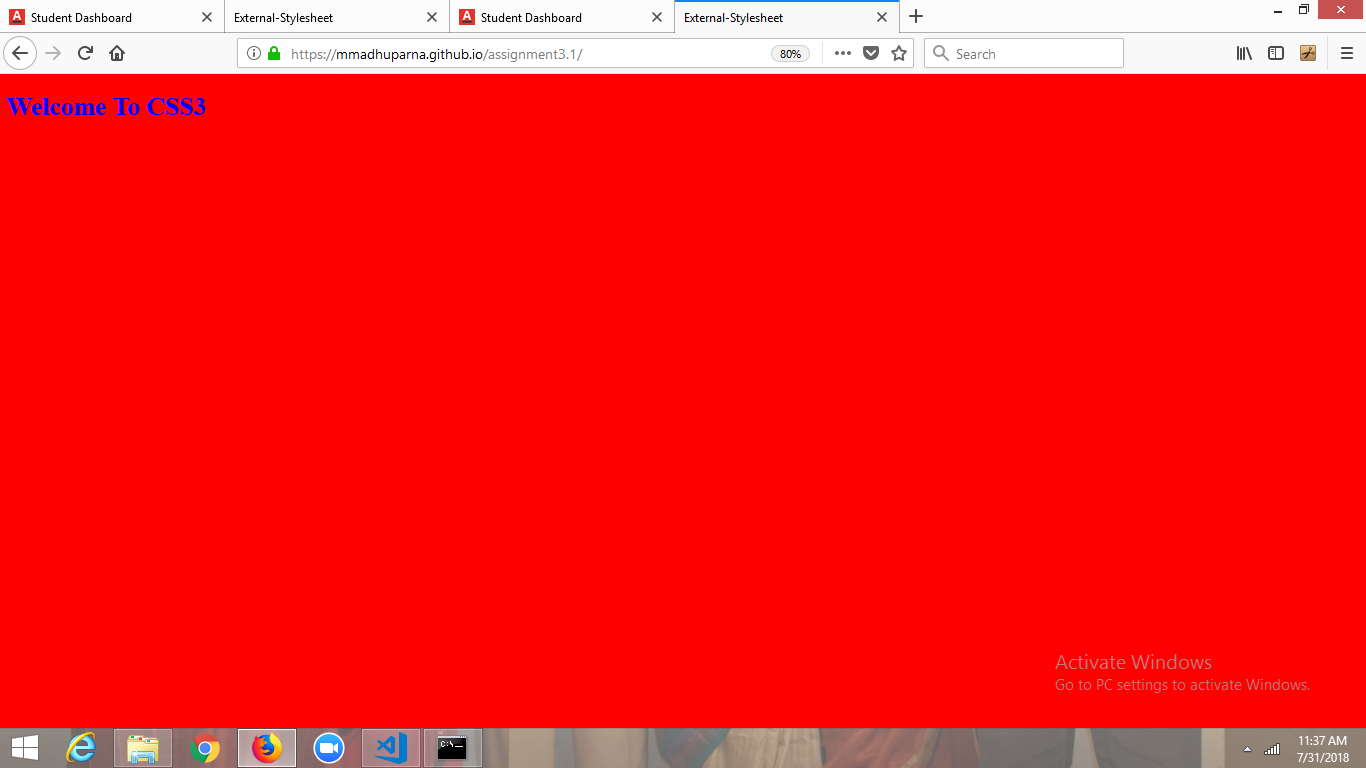 Student Dashboard
External-Stylesheet
Student Dashboard
External-Stylesheet
https://mmadhuparna.github.io/assignment3.1/
80%
Search
Welcome To CSS3
Activate Windows
Go to PC settings to activate Windows.
C:\._
11:37 AM
7/31/2018